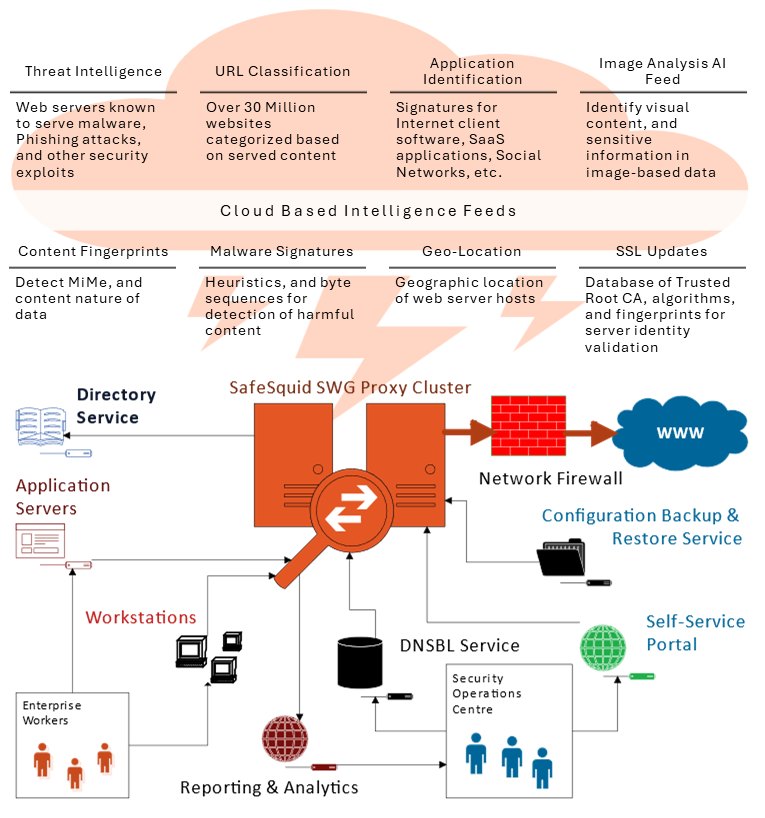 Threat Intelligence
Web servers known
to serve malware,
Phishing attacks,
and other security
exploits
URL Classification
Over 30 Million
websites
categorized based
on served content
Application
Identification
Signatures for
Internet client
software, SaaS
applications, Social
Networks, etc.
Image Analysis AI
Feed
Identify visual
content, and
sensitive
information in
image-based data
Cloud Based Intelligence Feeds
Content Fingerprints
Detect MiMe, and
content nature of
data
Malware Signatures
Heuristics, and byte
sequences for
detection of harmful
content
Geo-Location
Geographic location
of web server hosts
SSL Updates
Database of Trusted
Root CA, algorithms,
and fingerprints for
server identity
validation
SafeSquid SWG Proxy Cluster
Directory
Service
WWW
Network Firewall
Application
Servers
Configuration Backup &
Restore Service
Workstations
DNSBL Service
Self-Service
Portal
Enterprise
Workers
Security
Operations
Centre
Reporting & Analytics